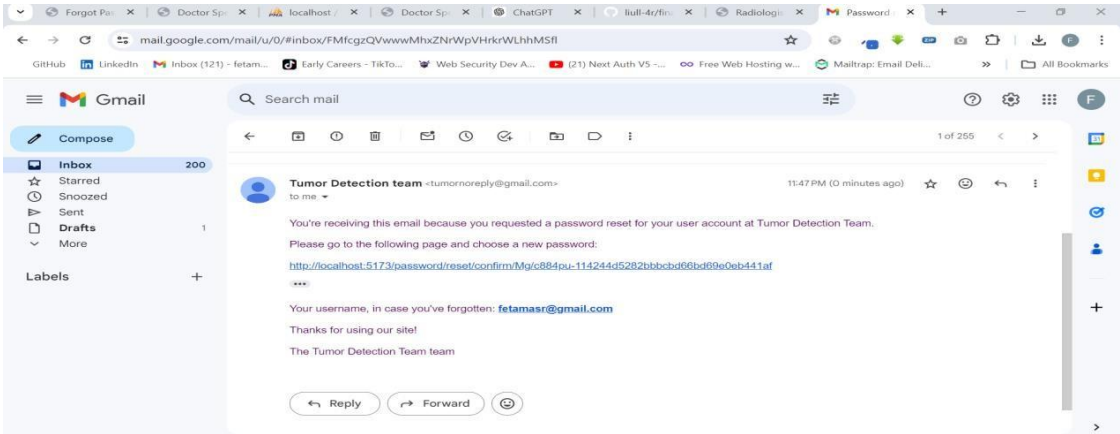 Forgot Pas
Doctor Spe
localhost /
Doctor Spe
ChatGPT
liull-4r/fina
Radiologis
Password r
mail.google.com/mail/u/0/#inbox/FMfcgzQVwwwMhxZNrWpVHrkrWLhhMSfl
F
GitHub
LinkedIn
Inbox (121) - fetam...
Early Careers - TikTo...
Web Security Dev A...
(21) Next Auth V5 -...
Free Web Hosting w...
Mailtrap: Email Deli...
»
All Bookmarks
Gmail
Search mail
F
Compose
1 of 255
Inbox 200
Starred
Snoozed
Sent
Drafts 1
More
Labels +
Tumor Detection team <tumornoreply@gmail.com>
11:47 PM (0 minutes ago)
to me
You're receiving this email because you requested a password reset for your user account at Tumor Detection Team.
Please go to the following page and choose a new password:
http://localhost:5173/password/reset/confirm/Mg/c884pu-114244d5282bbbcbd66bd69e0eb441af
•••
Your username, in case you've forgotten: fetamasr@gmail.com
Thanks for using our site!
The Tumor Detection Team team
Reply
Forward